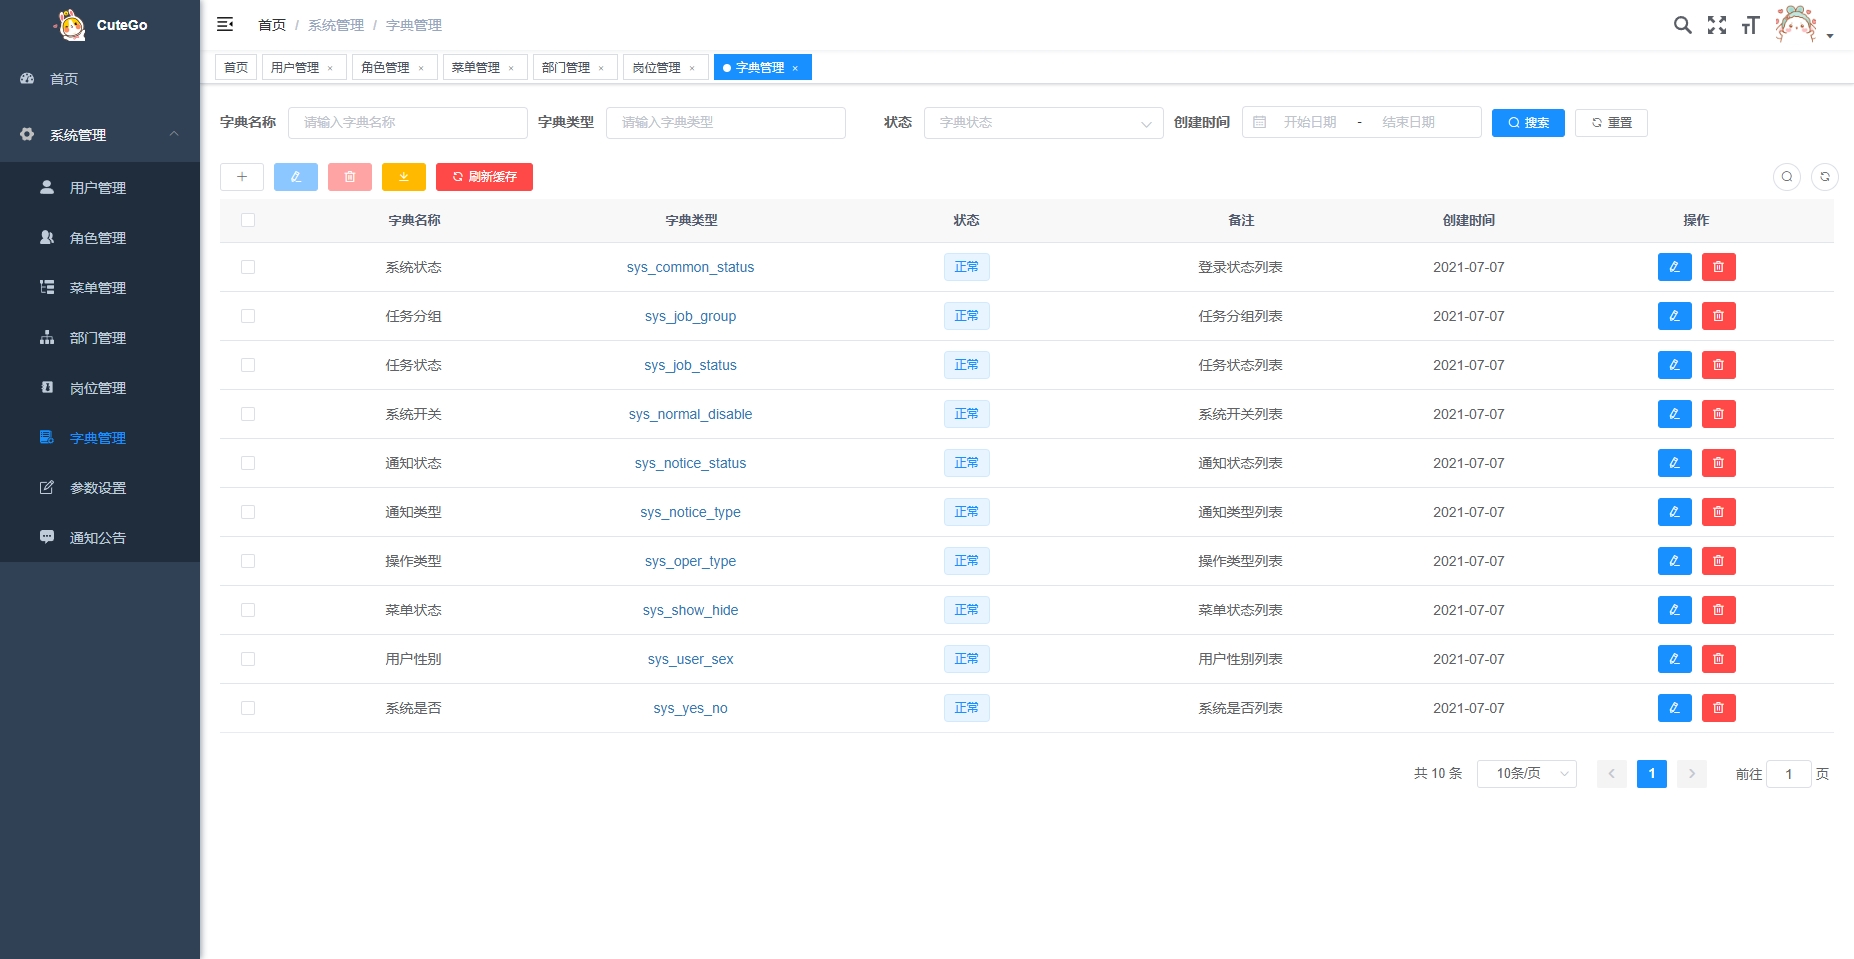 CuteGo
首页
系统管理
用户管理
角色管理
菜单管理
部门管理
岗位管理
字典管理
参数设置
通知公告
首页 / 系统管理 / 字典管理
首页 用户管理 × 角色管理 × 菜单管理 × 部门管理 × 岗位管理 × 字典管理 ×
字典名称 请输入字典名称 字典类型 请输入字典类型 状态 字典状态 创建时间 开始日期 - 结束日期 搜索 重置
刷新缓存
字典名称 字典类型 状态 备注 创建时间 操作
系统状态 sys_common_status 正常 登录状态列表 2021-07-07
任务分组 sys_job_group 正常 任务分组列表 2021-07-07
任务状态 sys_job_status 正常 任务状态列表 2021-07-07
系统开关 sys_normal_disable 正常 系统开关列表 2021-07-07
通知状态 sys_notice_status 正常 通知状态列表 2021-07-07
通知类型 sys_notice_type 正常 通知类型列表 2021-07-07
操作类型 sys_oper_type 正常 操作类型列表 2021-07-07
菜单状态 sys_show_hide 正常 菜单状态列表 2021-07-07
用户性别 sys_user_sex 正常 用户性别列表 2021-07-07
系统是否 sys_yes_no 正常 系统是否列表 2021-07-07
共 10 条 10条/页 1 前往 1 页